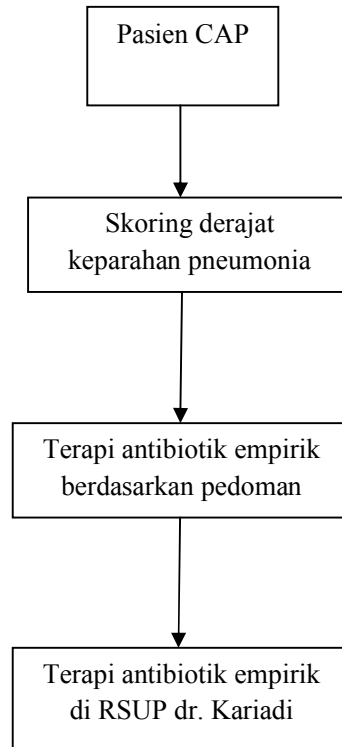 Pasien CAP
Skoring derajat
keparahan pneumonia
Terapi antibiotik empirik
berdasarkan pedoman
Terapi antibiotik empirik
di RSUP dr. Kariadi